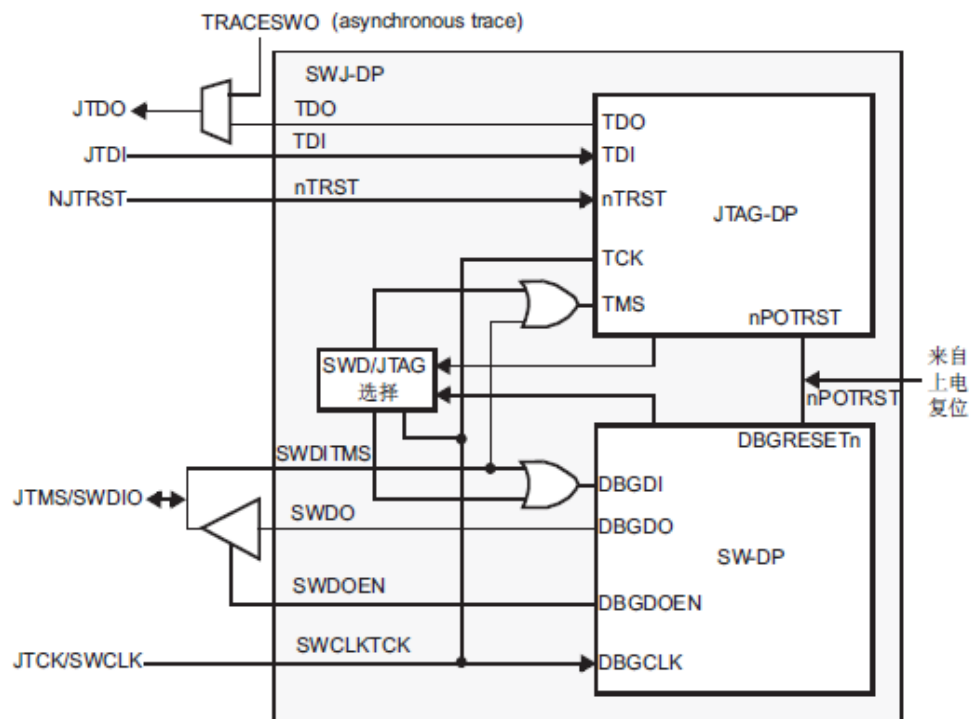 TRACESWO (asynchronous trace)
SWJ-DP
JTDO
TDO
TDO
JTDI
TDI
TDI
NJTRST
nTRST
nTRST
JTAG-DP
TCK
TMS
nPOTRST
SWD/JTAG
选择
来自
上电
复位
nPOTRST
DBGRESETn
SWDITMS
DBGDI
JTMS/SWDIO
SWDO
DBGDO
SW-DP
SWDOEN
DBGDOEN
JTCK/SWCLK
SWCLKTCK
DBGCLK